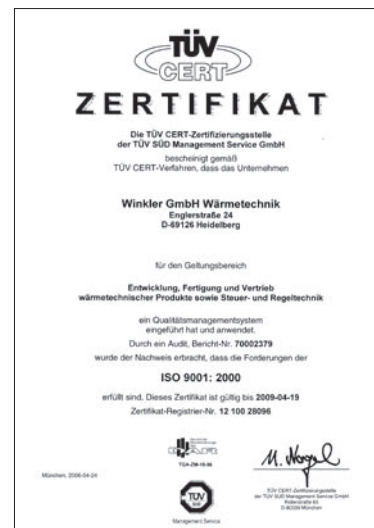 TÜV
CERT
ZERTIFIKAT
Die TÜV CERT-Zertifizierungsstelle
der TÜV SÜD Management Service GmbH
bescheinigt gemäß
TÜV CERT-Verfahren, dass das Unternehmen
Winkler GmbH Wärmetechnik
Englerstraße 24
D-69126 Heidelberg
für den Geltungsbereich
Entwicklung, Fertigung und Vertrieb
wärmetechnischer Produkte sowie Steuer- und Regeltechnik
ein Qualitätsmanagementsystem
eingeführt hat und anwendet.
Durch ein Audit, Bericht-Nr. 70002379
wurde der Nachweis erbracht, dass die Forderungen der
ISO 9001: 2000
erfüllt sind. Dieses Zertifikat ist gültig bis 2009-04-19
Zertifikat-Registrier-Nr. 12 100 28096
München, 2006-04-24
TÜV CERT-Zertifizierungsstelle
der TÜV SÜD Management Service GmbH
D-80339 München
TÜV
Management Service